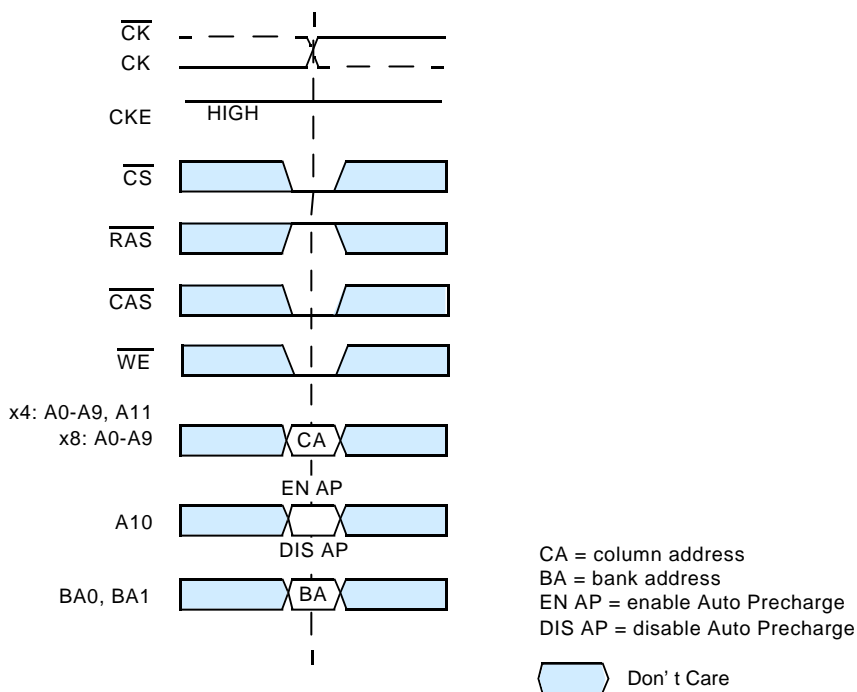 CK
CK
CKE
HIGH
CS
RAS
CAS
WE
x4: A0-A9, A11
x8: A0-A9
CA
EN AP
A10
DIS AP
BA0, BA1
BA
CA = column address
BA = bank address
EN AP = enable Auto Precharge
DIS AP = disable Auto Precharge
Don' t Care